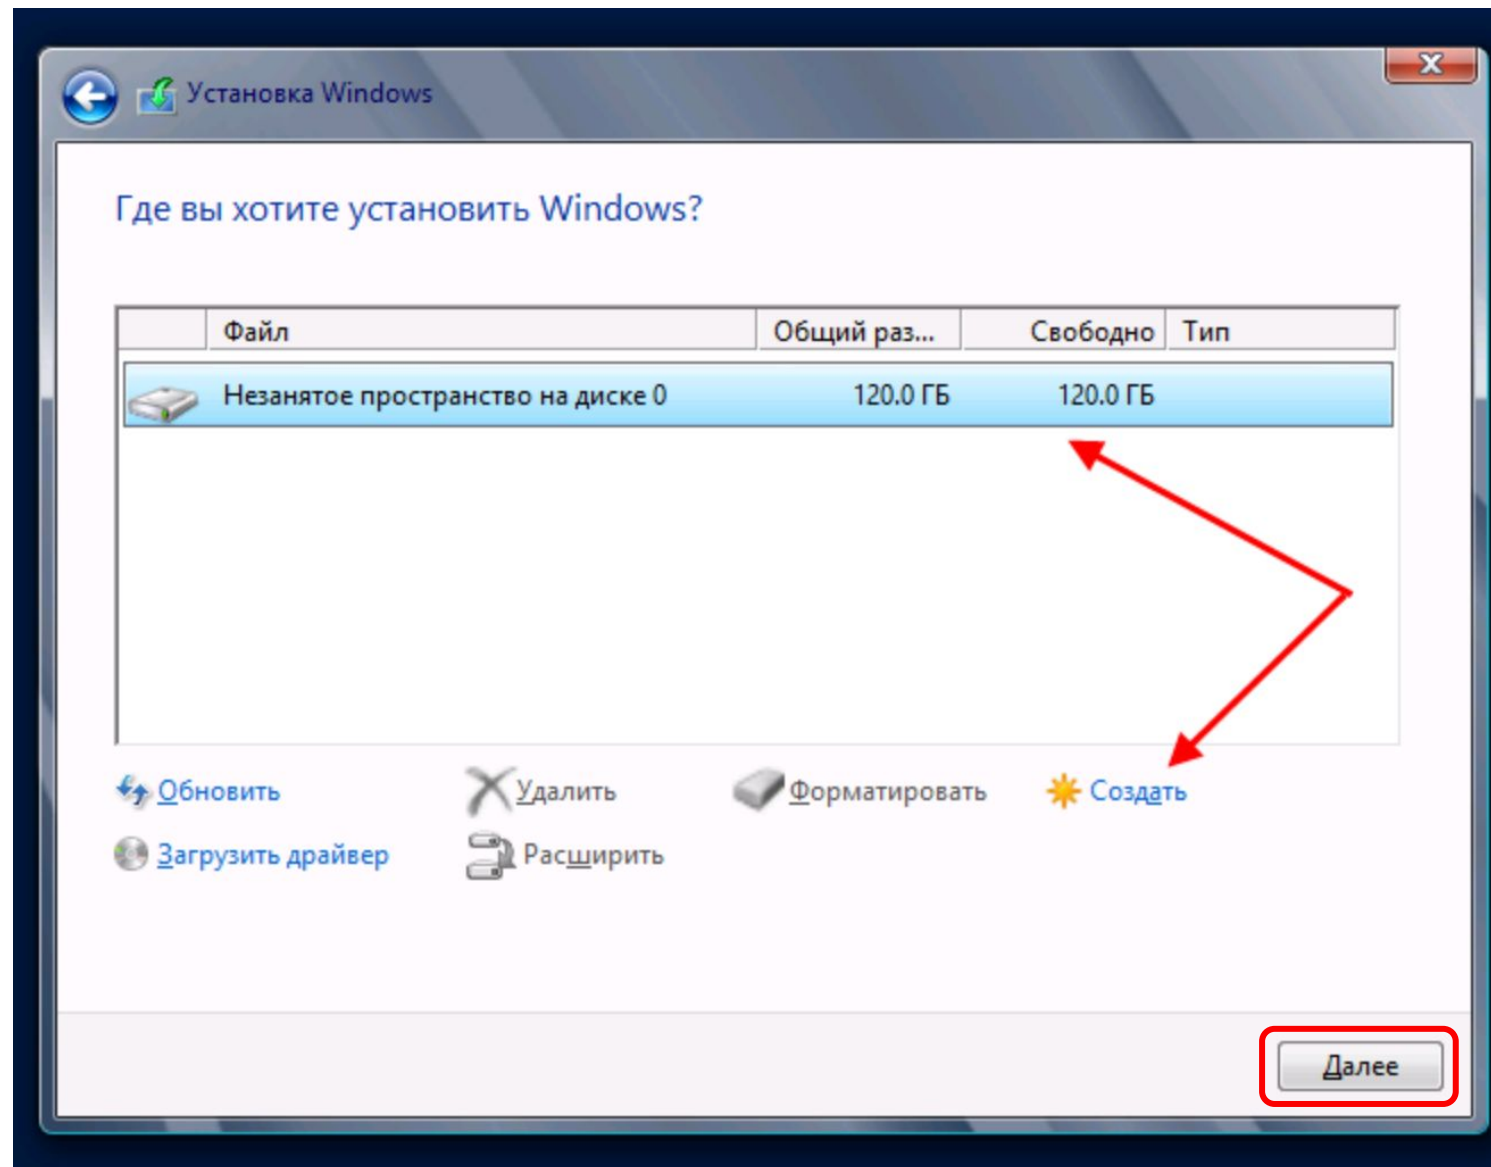 Установка Windows
Где вы хотите установить Windows?
Файл Общий раз... Свободно Тип
Незанятое пространство на диске 0 120.0 ГБ 120.0 ГБ
Обновить Удалить Форматировать Создать
Загрузить драйвер Расширить
Далее